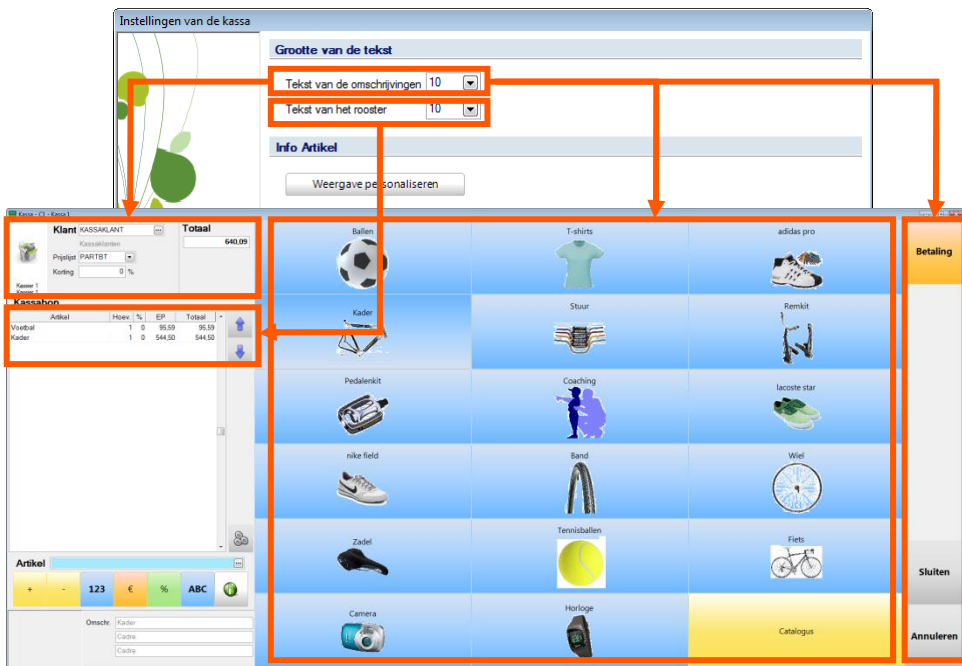 Instellingen van de kassa
Grootte van de tekst
Tekst van de omschrijvingen 10
Tekst van het rooster 10
Info Artikel
Weergave personaliseren
Kassa - C1 - Kassa 1
Klant KASSAKLANT ... Totaal
Kassaklanten 640,09
Prijslijst PARTBT
Korting 0 %
Kassier 1
Kassier 1
Kassabon
Artikel Hoev. % EP Totaal
Voetbal 1 0 95,59 95,59
Kader 1 0 544,50 544,50
Artikel ...
+ - 123 € % ABC
Omschr. Kader
Cadre
Cadre
Ballen T-shirts adidas pro
Kader Stuur Remkit
Pedalenkit Coaching lacoste star
nike field Band Wiel
Zadel Tennisballen Fiets
Camera Horloge Catalogus
Betaling
Sluiten
Annuleren